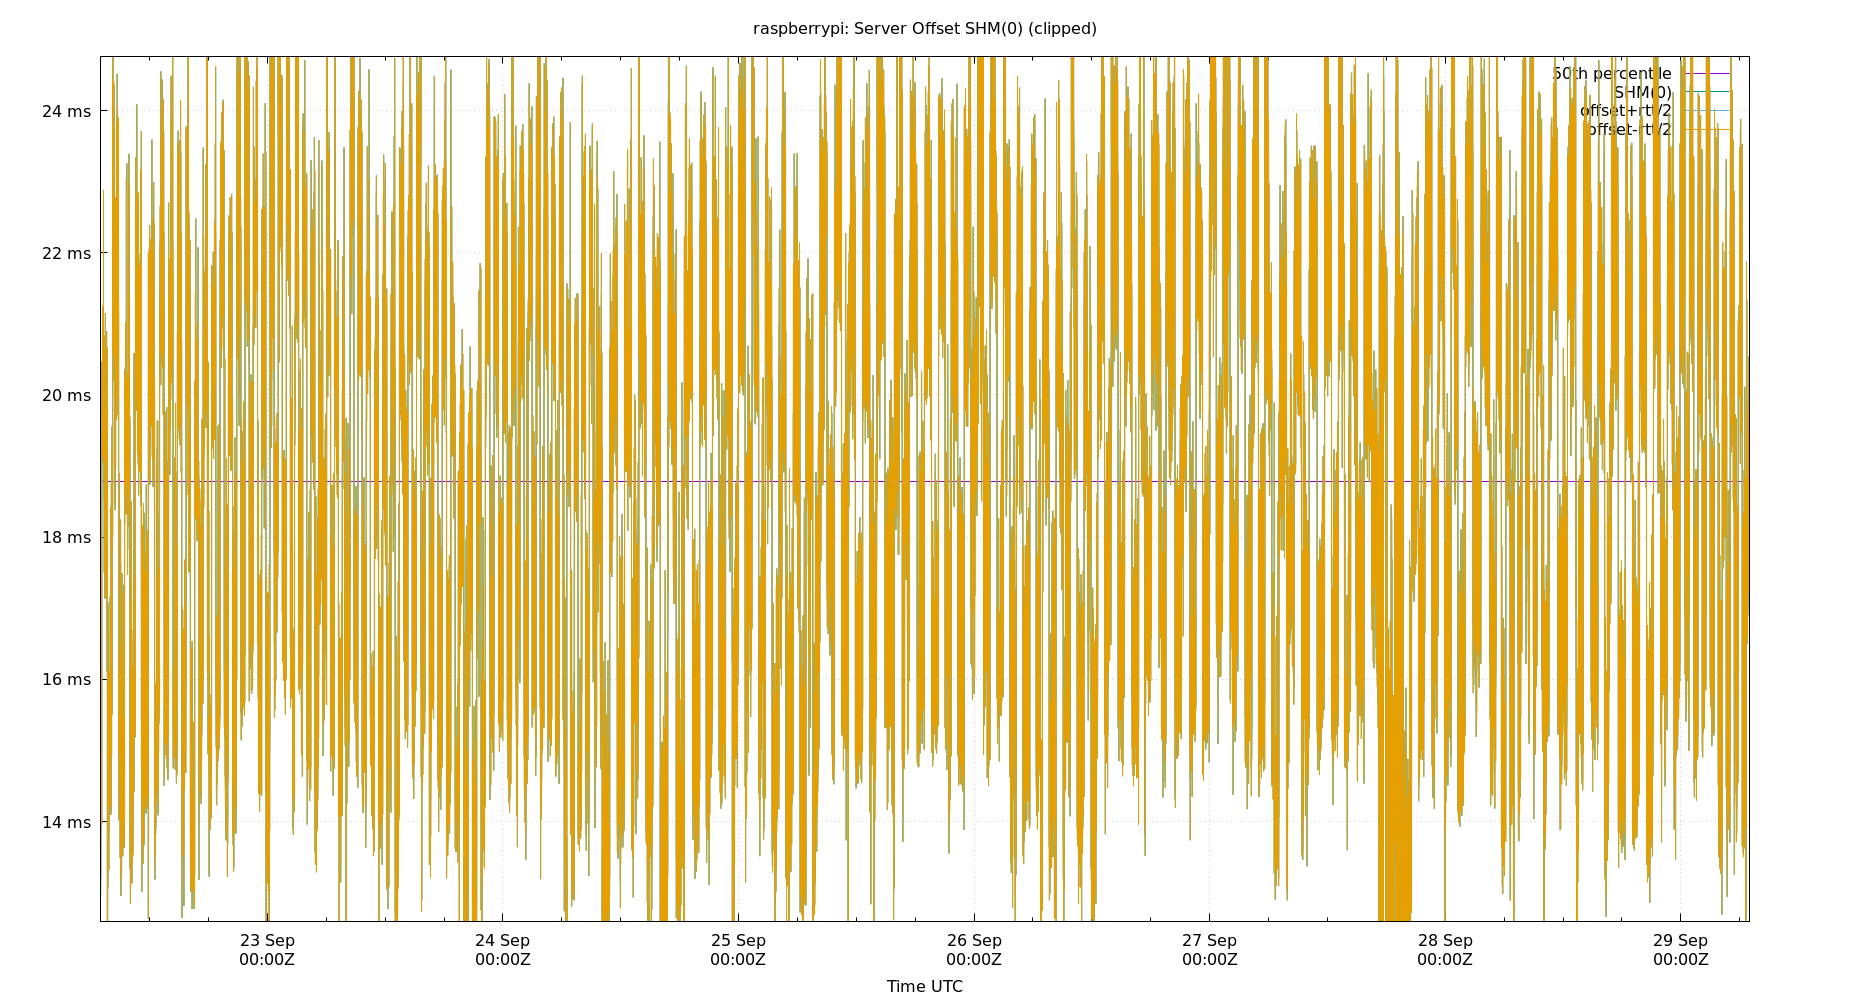 raspberrypi: Server Offset SHM(0) (clipped)
50th percentile
SHM(0)
offset+rtt/2
offset-rtt/2
24 ms
22 ms
20 ms
18 ms
16 ms
14 ms
23 Sep 24 Sep 25 Sep 26 Sep 27 Sep 28 Sep 29 Sep
00:00Z 00:00Z 00:00Z 00:00Z 00:00Z 00:00Z 00:00Z
Time UTC